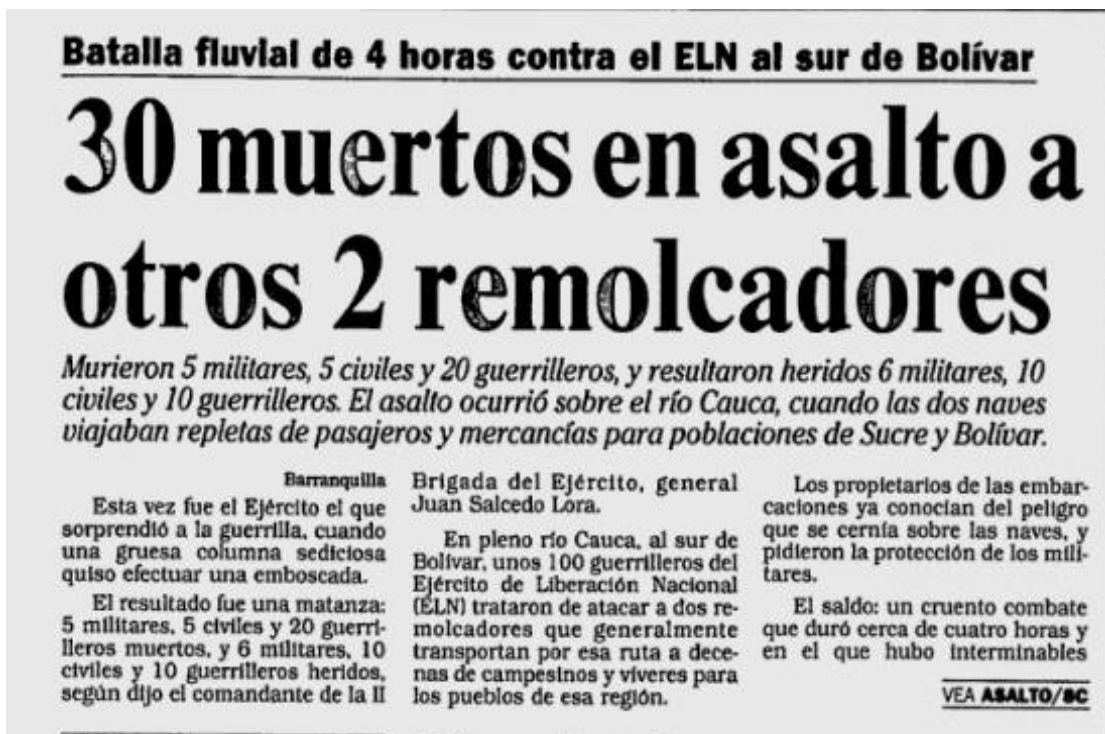 Batalla fluvial de 4 horas contra el ELN al sur de Bolívar
30 muertos en asalto a
otros 2 remolcadores
Murieron 5 militares, 5 civiles y 20 guerrilleros, y resultaron heridos 6 militares, 10
civiles y 10 guerrilleros. El asalto ocurrió sobre el río Cauca, cuando las dos naves
viajaban repletas de pasajeros y mercancías para poblaciones de Sucre y Bolívar.
Barranquilla
Esta vez fue el Ejército el que
sorprendió a la guerrilla, cuando
una gruesa columna sediciosa
quiso efectuar una emboscada.
El resultado fue una matanza:
5 militares, 5 civiles y 20 guerri-
lleros muertos, y 6 militares, 10
civiles y 10 guerrilleros heridos,
según dijo el comandante de la II
Brigada del Ejército, general
Juan Salcedo Lora.
En pleno río Cauca, al sur de
Bolívar, unos 100 guerrilleros del
Ejército de Liberación Nacional
(ELN) trataron de atacar a dos re-
molcadores que generalmente
transportan por esa ruta a dece-
nas de campesinos y víveres para
los pueblos de esa región.
Los propietarios de las embar-
caciones ya conocían del peligro
que se cernía sobre las naves, y
pidieron la protección de los mili-
tares.
El saldo: un cruento combate
que duró cerca de cuatro horas y
en el que hubo interminables
VEA ASALTO/8C